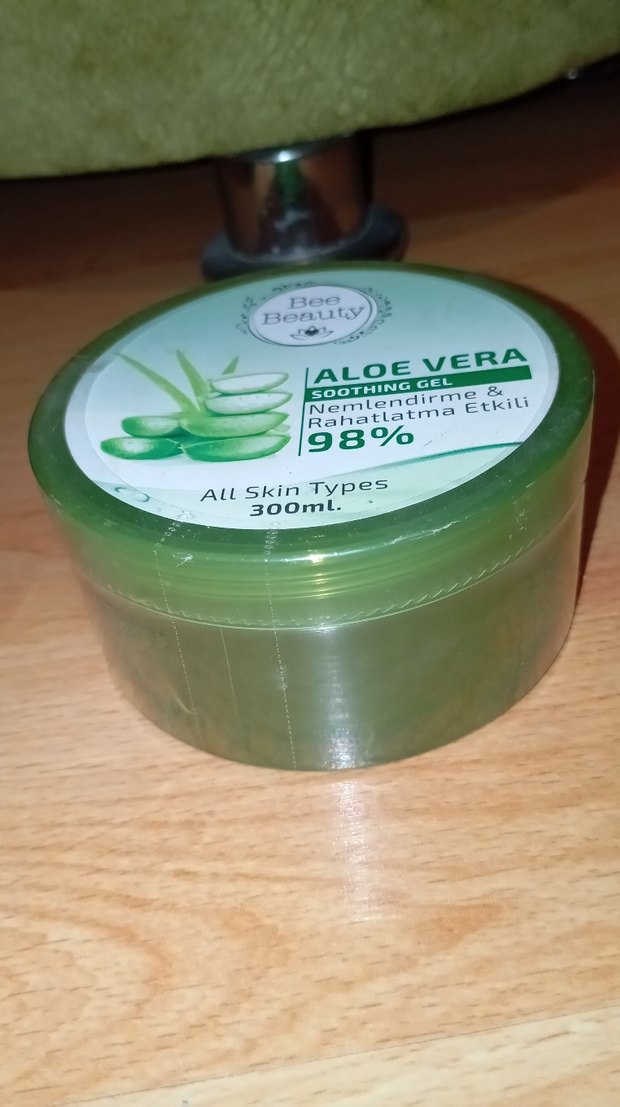 Bee
Beauty
ALOE VERA
SOOTHING GEL
Nemlendirme &
Rahatlatma Etkili
98%
All Skin Types
300ml.